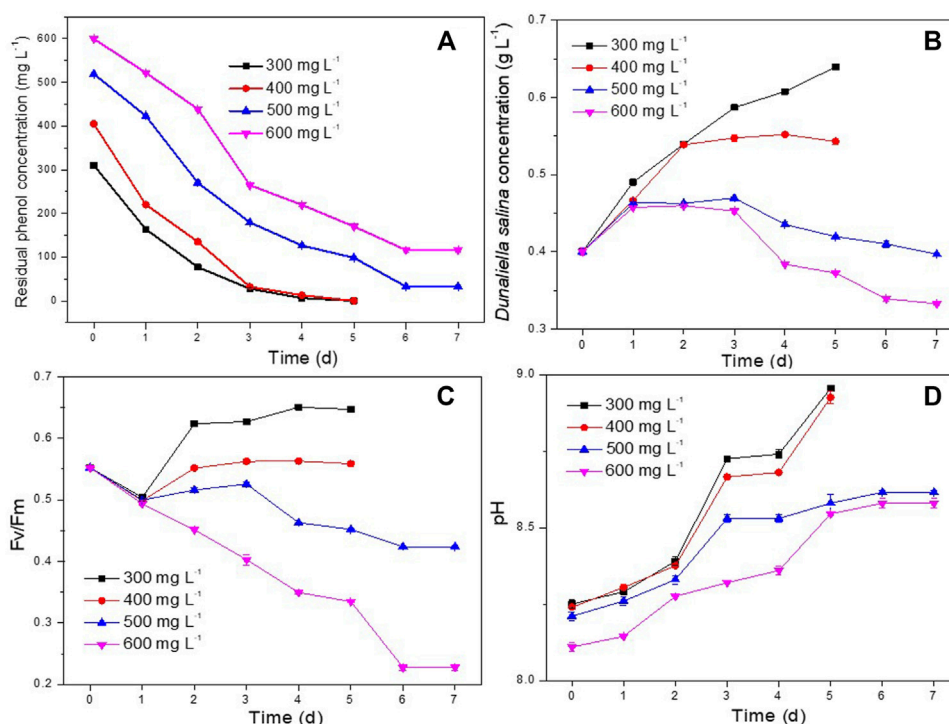 A
Residual phenol concentration (mg L⁻¹)
600
500
400
300
200
100
0
300 mg L⁻¹
400 mg L⁻¹
500 mg L⁻¹
600 mg L⁻¹
0 1 2 3 4 5 6 7
Time (d)
B
Dunaliella salina concentration (g L⁻¹)
0.7
0.6
0.5
0.4
0.3
300 mg L⁻¹
400 mg L⁻¹
500 mg L⁻¹
600 mg L⁻¹
0 1 2 3 4 5 6 7
Time (d)
C
Fv/Fm
0.7
0.6
0.5
0.4
0.3
0.2
300 mg L⁻¹
400 mg L⁻¹
500 mg L⁻¹
600 mg L⁻¹
0 1 2 3 4 5 6 7
Time (d)
D
pH
9.0
8.5
8.0
300 mg L⁻¹
400 mg L⁻¹
500 mg L⁻¹
600 mg L⁻¹
0 1 2 3 4 5 6 7
Time (d)